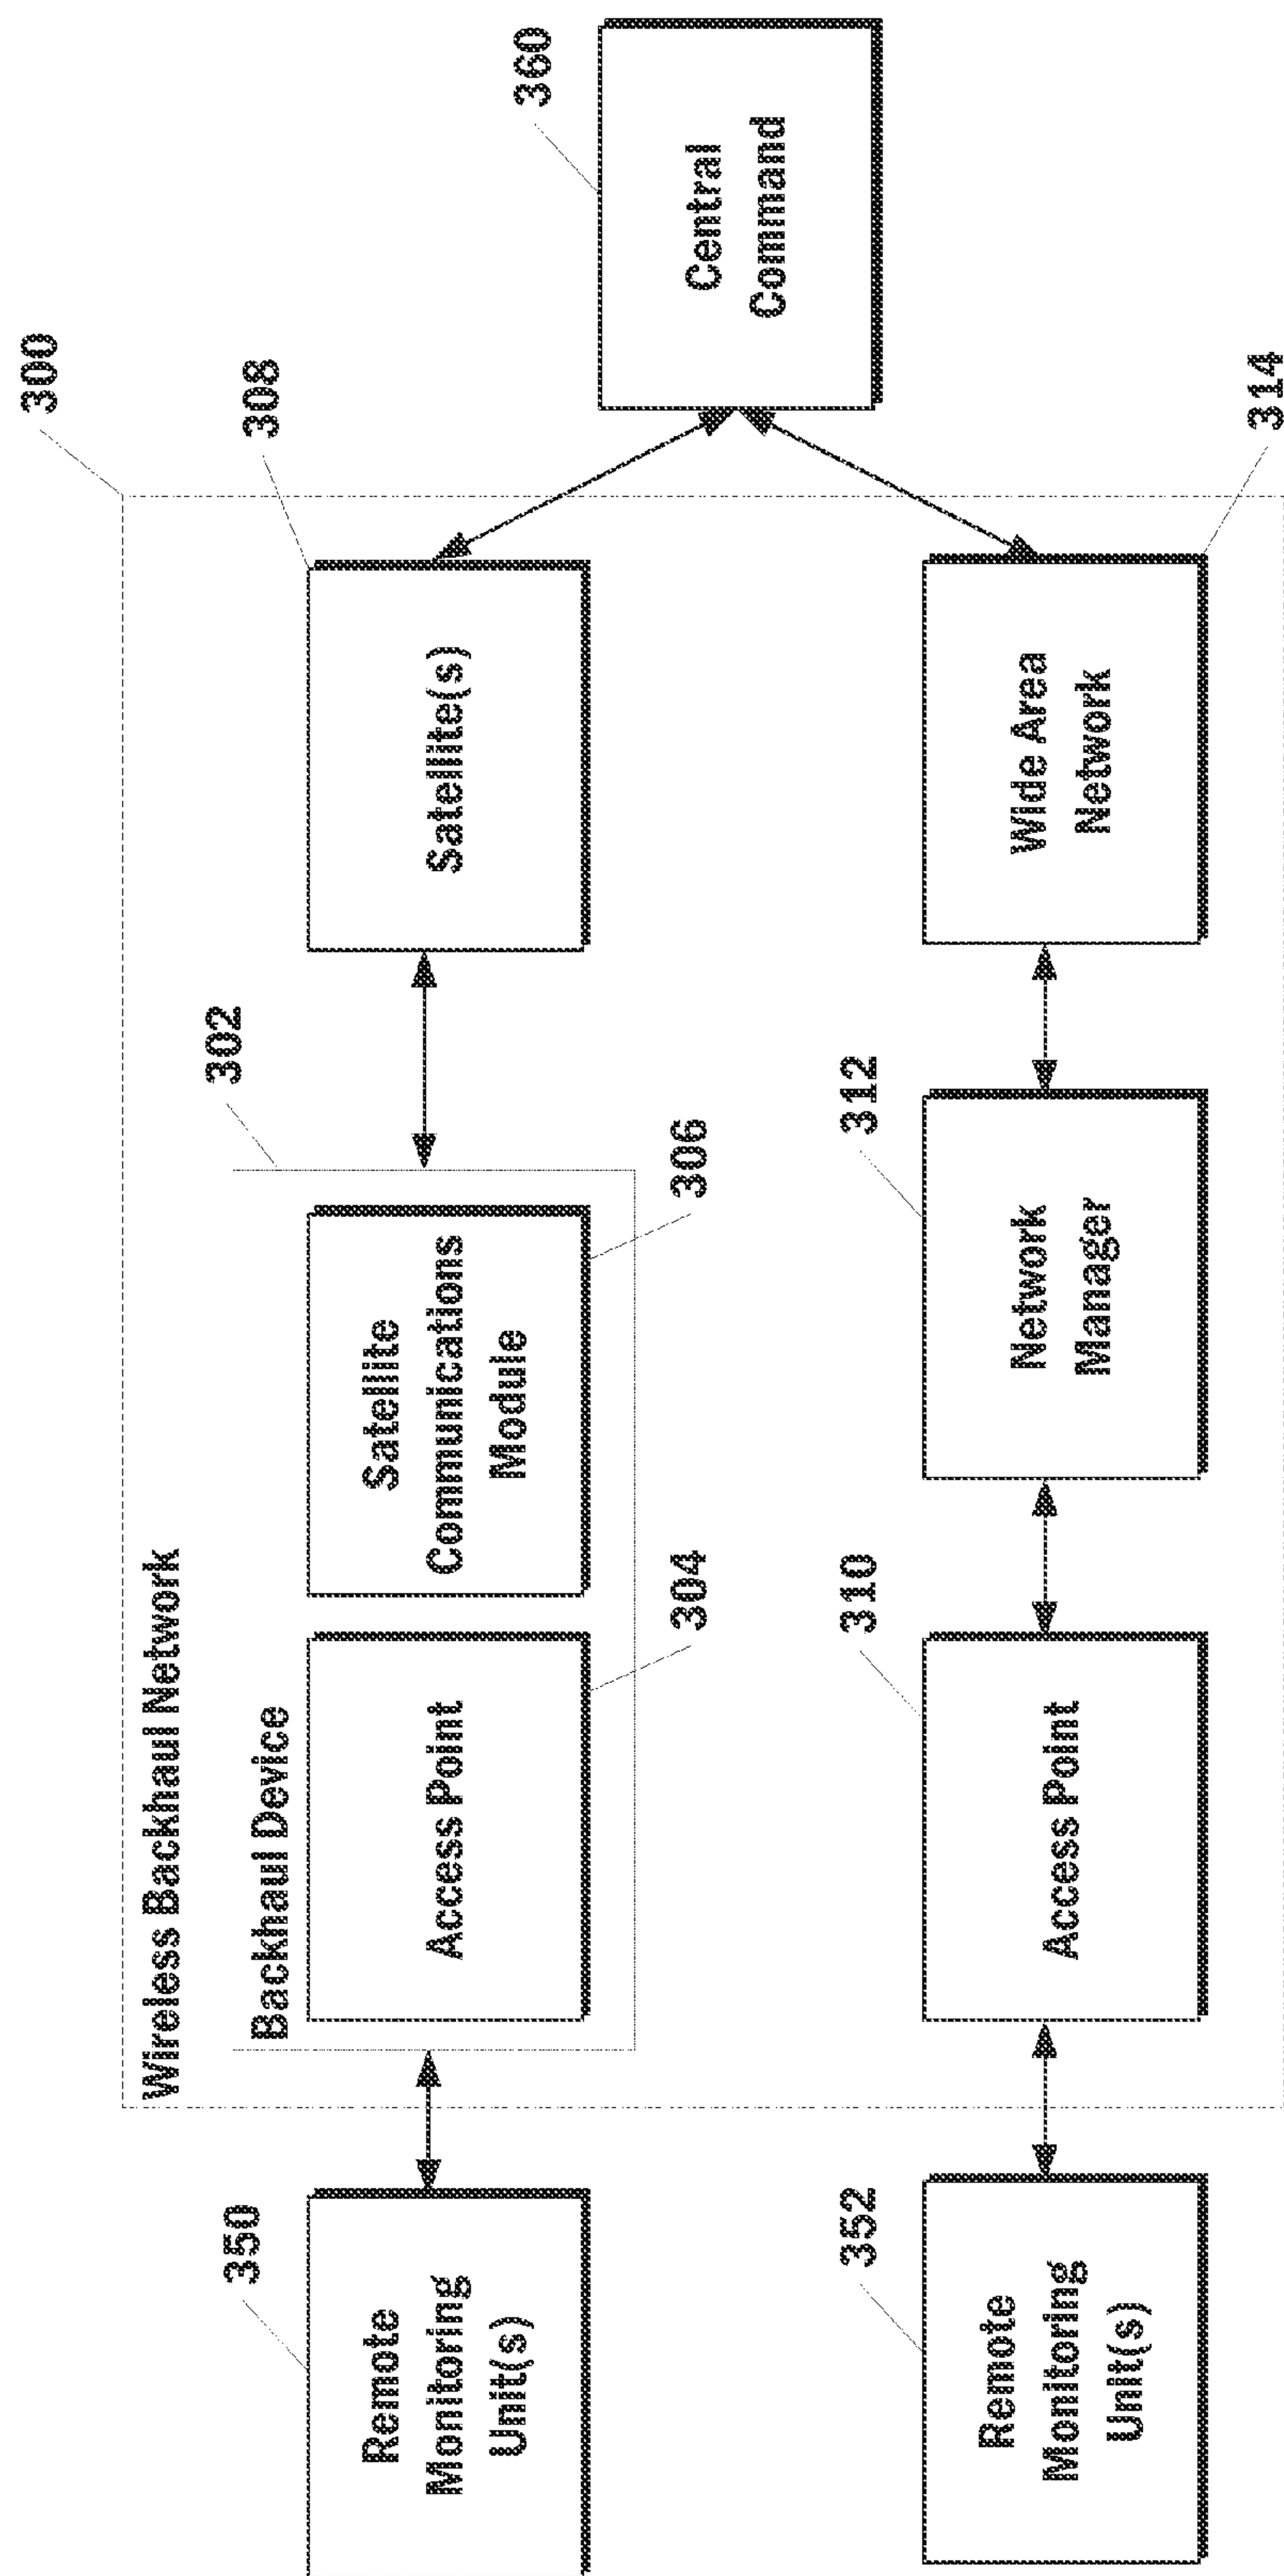 300
Wireless Backhaul Network
302
308
350
Backhaul Device
Remote
Monitoring
Unit(s)
Access Point
Satellite
Communications
Module
Satellite(s)
304
306
360
Central
Command
352
310
312
Remote
Monitoring
Unit(s)
Access Point
Network
Manager
Wide Area
Network
314